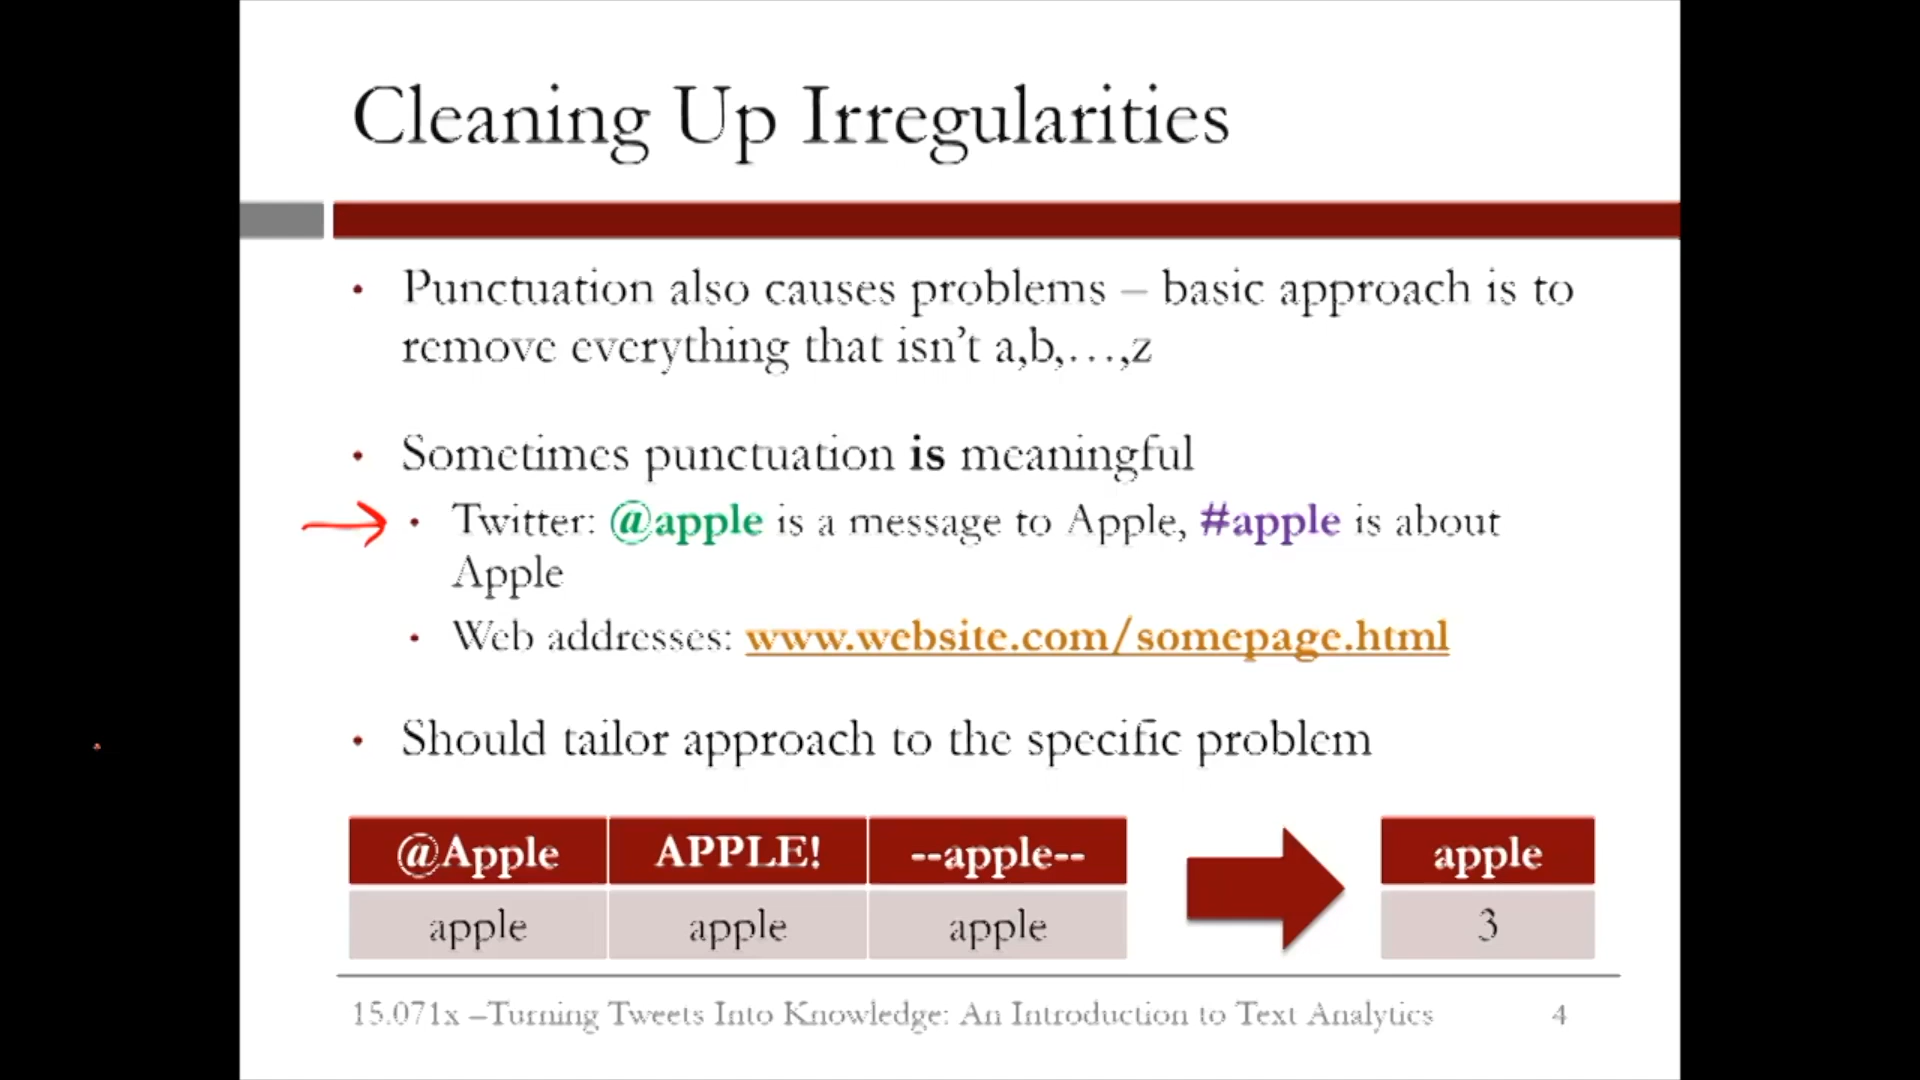 Cleaning Up Irregularities
• Punctuation also causes problems – basic approach is to
remove everything that isn’t a,b,…,z
• Sometimes punctuation is meaningful
• Twitter: @apple is a message to Apple, #apple is about
Apple
• Web addresses: www.website.com/somepage.html
• Should tailor approach to the specific problem
@Apple APPLE! --apple-- apple
apple apple apple 3
15.071x –Turning Tweets Into Knowledge: An Introduction to Text Analytics 4